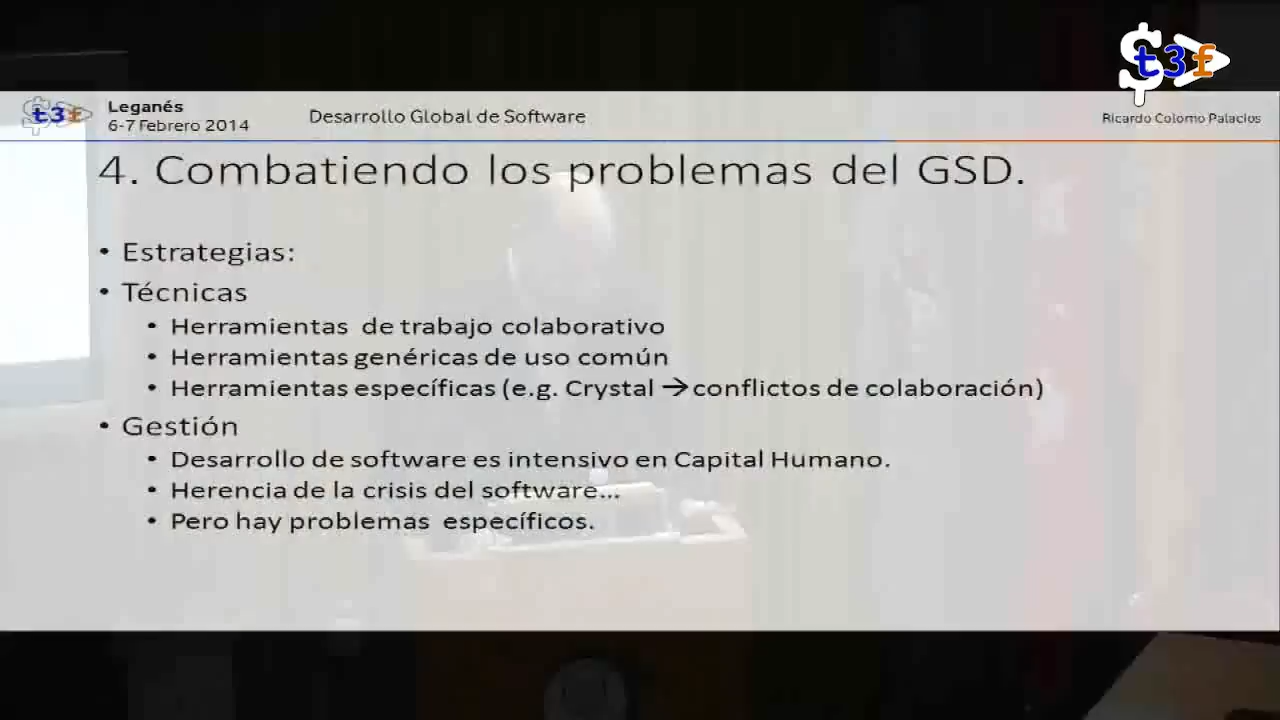 t3f
t3f
Leganés
6-7 Febrero 2014
Desarrollo Global de Software
Ricardo Colomo Palacios
4. Combatiendo los problemas del GSD.
• Estrategias:
• Técnicas
• Herramientas de trabajo colaborativo
• Herramientas genéricas de uso común
• Herramientas específicas (e.g. Crystal →conflictos de colaboración)
• Gestión
• Desarrollo de software es intensivo en Capital Humano.
• Herencia de la crisis del software...
• Pero hay problemas específicos.